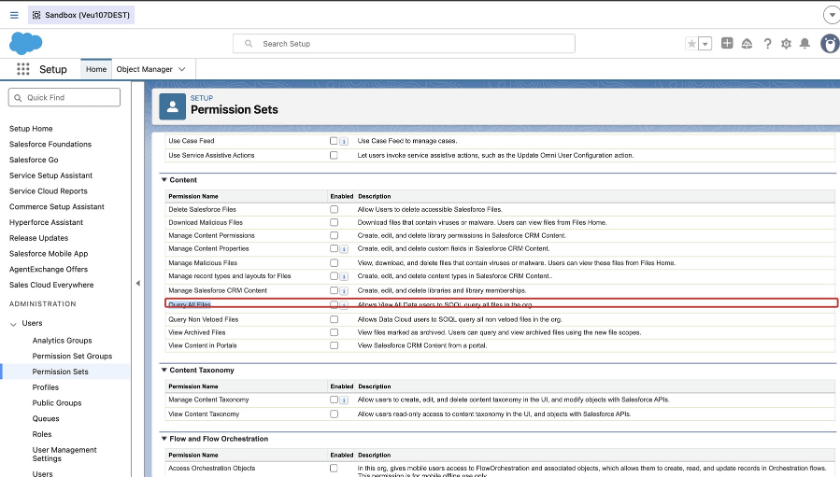 Sandbox (Veu107DEST)
Search Setup
Setup
Home
Object Manager
Quick Find
Setup Home
Salesforce Foundations
Salesforce Go
Service Setup Assistant
Service Cloud Reports
Commerce Setup Assistant
Hyperforce Assistant
Release Updates
Salesforce Mobile App
AgentExchange Offers
Sales Cloud Everywhere
ADMINISTRATION
Users
Analytics Groups
Permission Set Groups
Permission Sets
Profiles
Public Groups
Queues
Roles
User Management
Settings
Users
SETUP
Permission Sets
Use Case Feed Use Case Feed to manage cases.
Use Service Assistive Actions Let users invoke service assistive actions, such as the Update Omni User Configuration action.
Content
Permission Name Enabled Description
Delete Salesforce Files Allow Users to delete accessible Salesforce Files.
Download Malicious Files Download files that contain viruses or malware. Users can view files from Files Home.
Manage Content Permissions Create, edit, and delete library permissions in Salesforce CRM Content.
Manage Content Properties Create, edit, and delete custom fields in Salesforce CRM Content.
Manage Malicious Files View, download, and delete files that contain viruses or malware. Users can view these files from Files Home.
Manage record types and layouts for Files Create, edit, and delete content types in Salesforce CRM Content..
Manage Salesforce CRM Content Create, edit, and delete libraries and library memberships.
Query All Files Allows View All Data users to SOQL query all files in the org.
Query Non Vetoed Files Allows Data Cloud users to SOQL query all non vetoed files in the org.
View Archived Files View files marked as archived. Users can query and view archived files using the new file scopes.
View Content in Portals View Salesforce CRM Content from a portal.
Content Taxonomy
Permission Name Enabled Description
Manage Content Taxonomy Allow users to create, edit, and delete content taxonomy in the UI, and modify objects with Salesforce APIs.
View Content Taxonomy Allow users read-only access to content taxonomy in the UI, and objects with Salesforce APIs.
Flow and Flow Orchestration
Permission Name Enabled Description
Access Orchestration Objects In this org, gives mobile users access to FlowOrchestration and associated objects, which allows them to create, read, and update records in Orchestration flows.
This permission is for mobile offline use only.